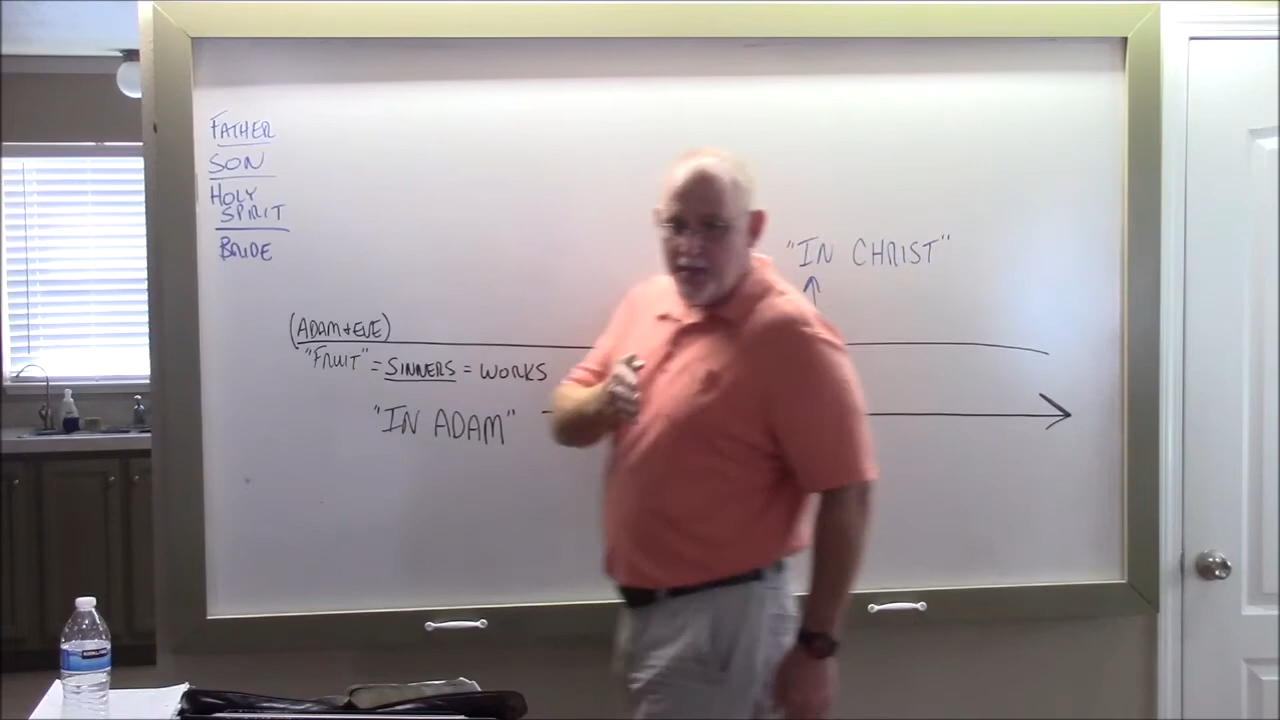 FATHER
SON
HOLY
SPIRIT
BRIDE
"IN CHRIST"
(ADAM + EVE)
"FRUIT" = SINNERS = WORKS
"IN ADAM"